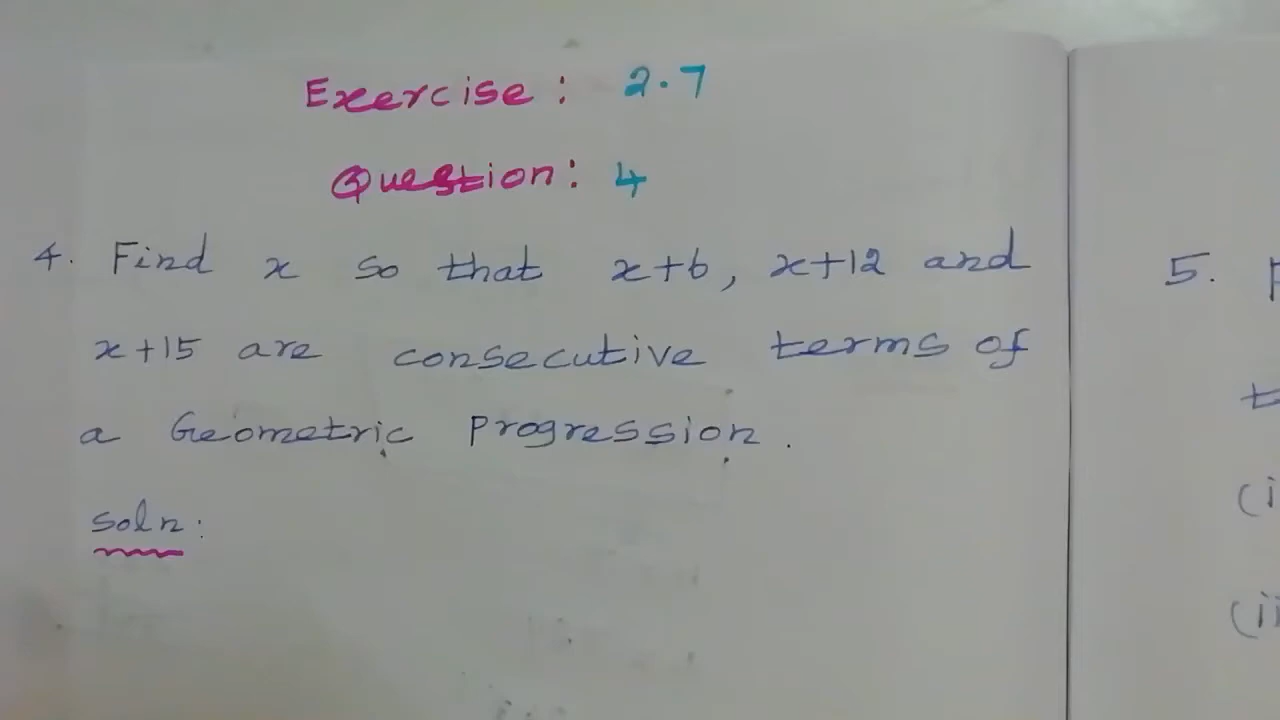 Exercise: 2.7
Question: 4
4. Find x so that x+6, x+12 and
x+15 are consecutive terms of
a Geometric Progression.
Soln:
5.
(i
(ii